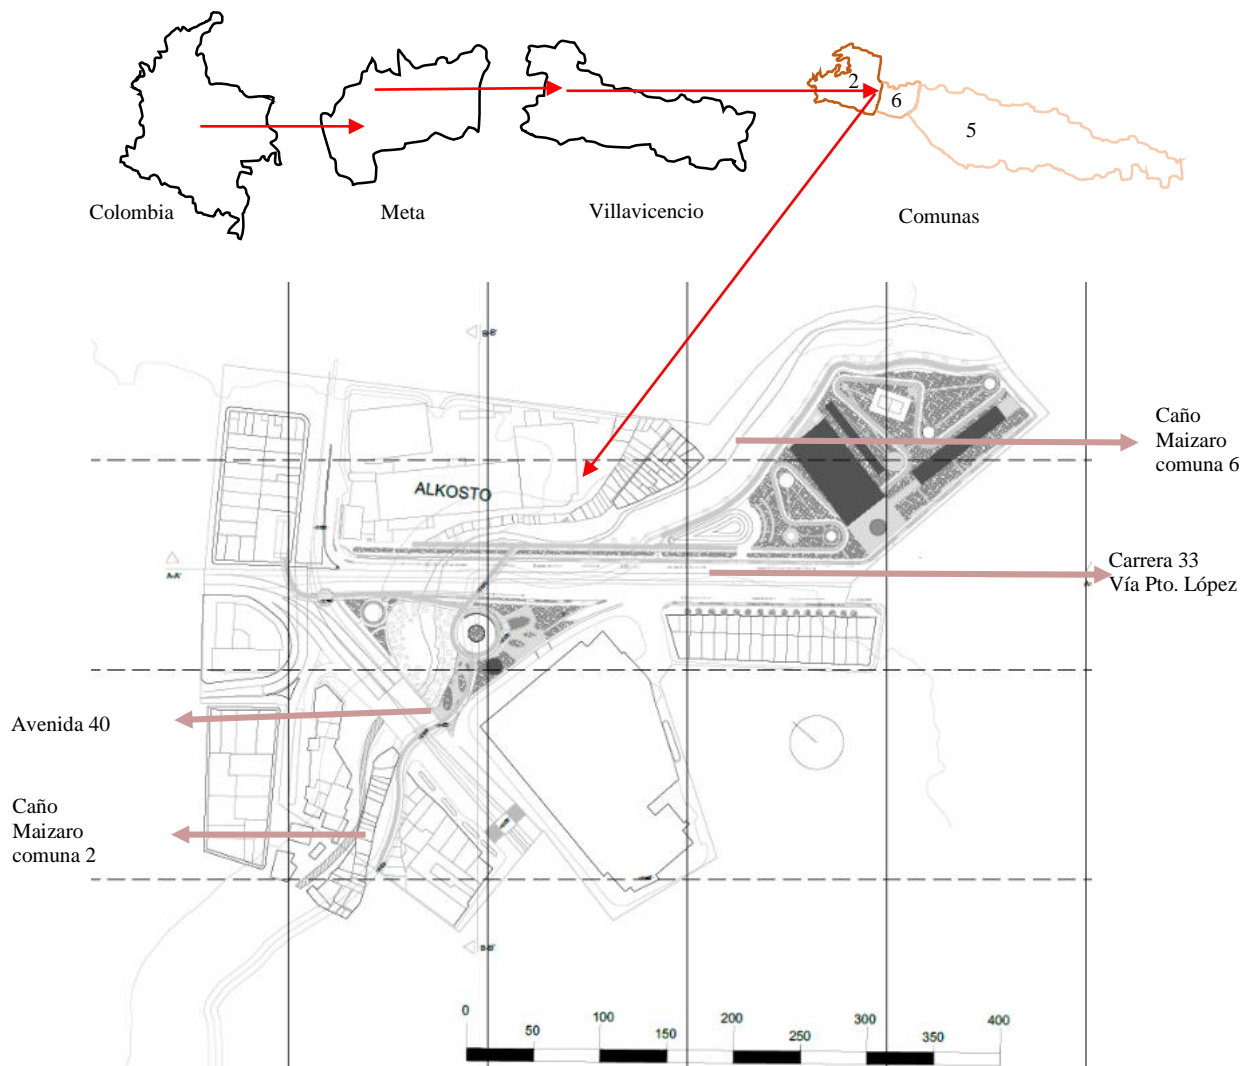 2
6
5
Colombia
Meta
Villavicencio
Comunas
B-B'
Caño
Maizaro
comuna 6
ALKOSTO
A-A'
Carrera 33
Vía Pto. López
Avenida 40
Caño
Maizaro
comuna 2
B-B'
0
100
200
300
400
50
150
250
350